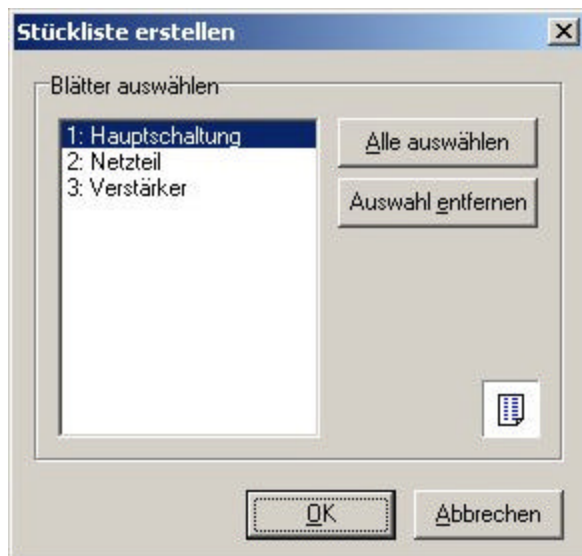 Stückliste erstellen
Blätter auswählen
1: Hauptschaltung
2: Netzteil
3: Verstärker
Alle auswählen
Auswahl entfernen
OK
Abbrechen